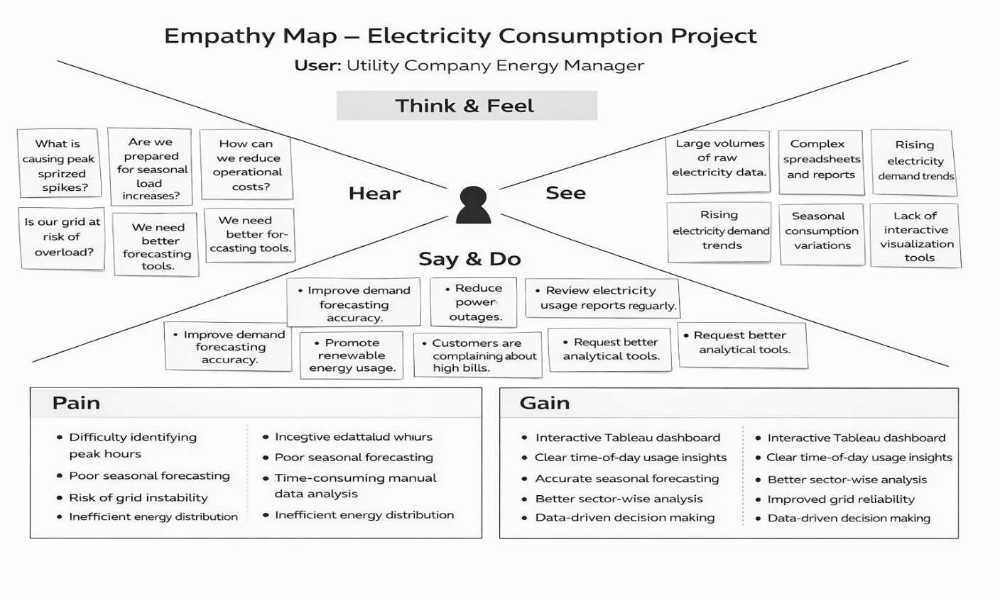 Empathy Map – Electricity Consumption Project
User: Utility Company Energy Manager
Think & Feel
What is
causing peak
spritzed
spikes?
Are we
prepared
for seasonal
load
increases?
How can
we reduce
operational
costs?
Is our grid at
risk of
overload?
We need
better
forecasting
tools.
We need
better for-
ccasting tools.
Hear
See
Large volumes
of raw
electricity data.
Complex
spreadsheets
and reports
Rising
electricity
demand trends
Rising
electricity demand
trends
Seasonal
consumption
variations
Lack of
interactive
visualization
tools
Say & Do
• Improve demand
forecasting
accuracy.
• Reduce
power
outages.
• Review electricity
usage reports reguarly.
• Improve demand
forecasting
accuracy.
• Promote
renewable
energy usage.
• Customers are
complaining about
high bills.
• Request better
analytical tools.
• Request better
analytical tools.
Pain
• Difficulty identifying
peak hours
• Poor seasonal forecasting
• Risk of grid instability
• Inefficient energy distribution
• Incegtive edattalud whurs
• Poor seasonal forecasting
• Time-consuming manual
data analysis
• Inefficient energy distribution
Gain
• Interactive Tableau dashboard
• Clear time-of-day usage insights
• Accurate seasonal forecasting
• Better sector-wise analysis
• Data-driven decision making
• Interactive Tableau dashboard
• Clear time-of-day usage insights
• Better sector-wise analysis
• Improved grid reliability
• Data-driven decision making